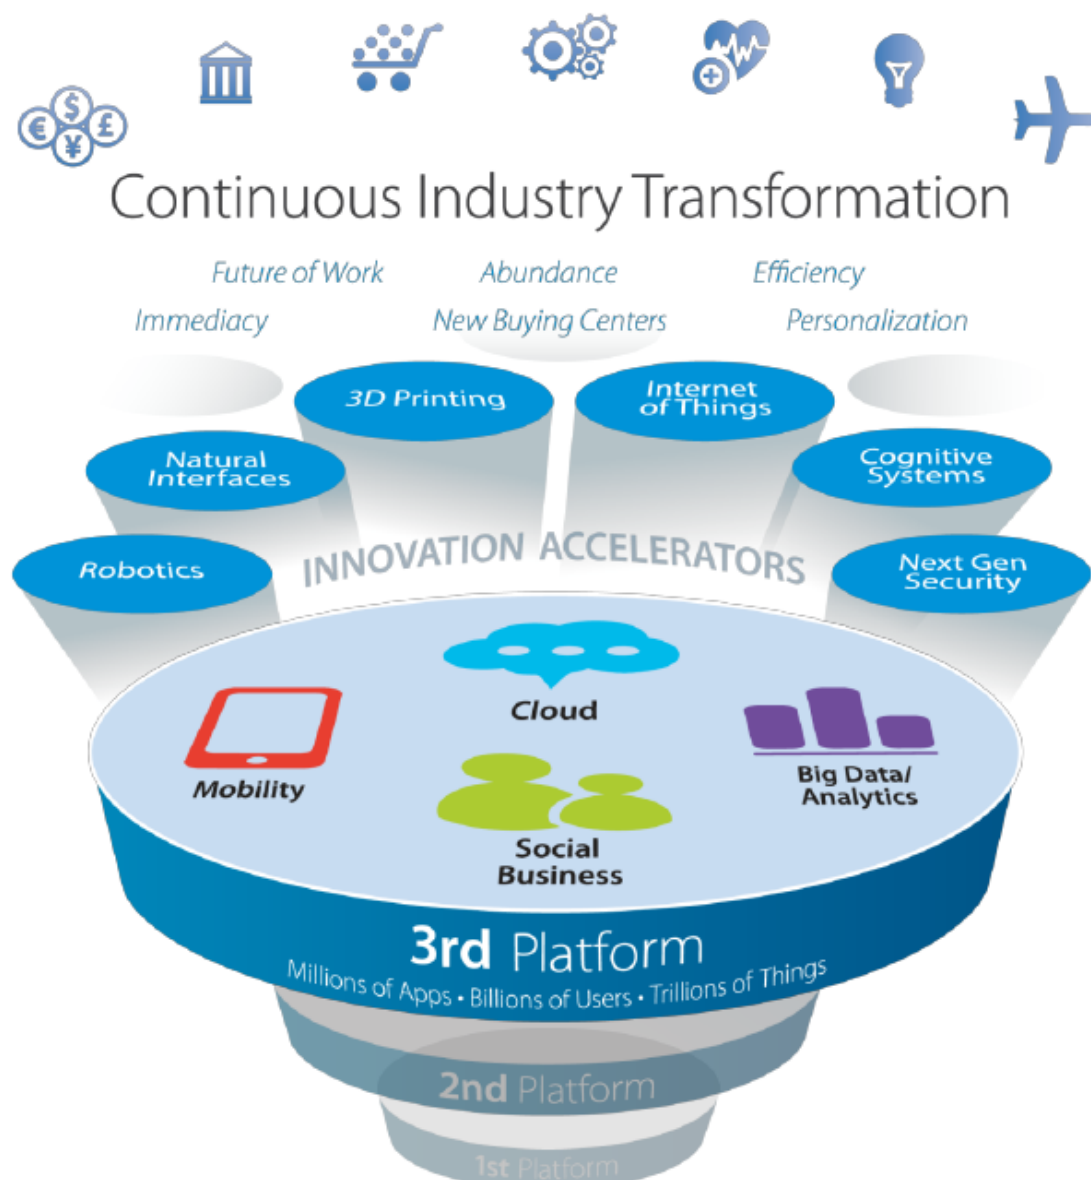 € $ ¥ £
Continuous Industry Transformation
Future of Work
Abundance
Efficiency
Immediacy
New Buying Centers
Personalization
3D Printing
Internet
of Things
Natural
Interfaces
Cognitive
Systems
INNOVATION ACCELERATORS
Robotics
Next Gen
Security
Cloud
Mobility
Big Data/
Analytics
Social
Business
3rd Platform
Millions of Apps • Billions of Users • Trillions of Things
2nd Platform
1st Platform